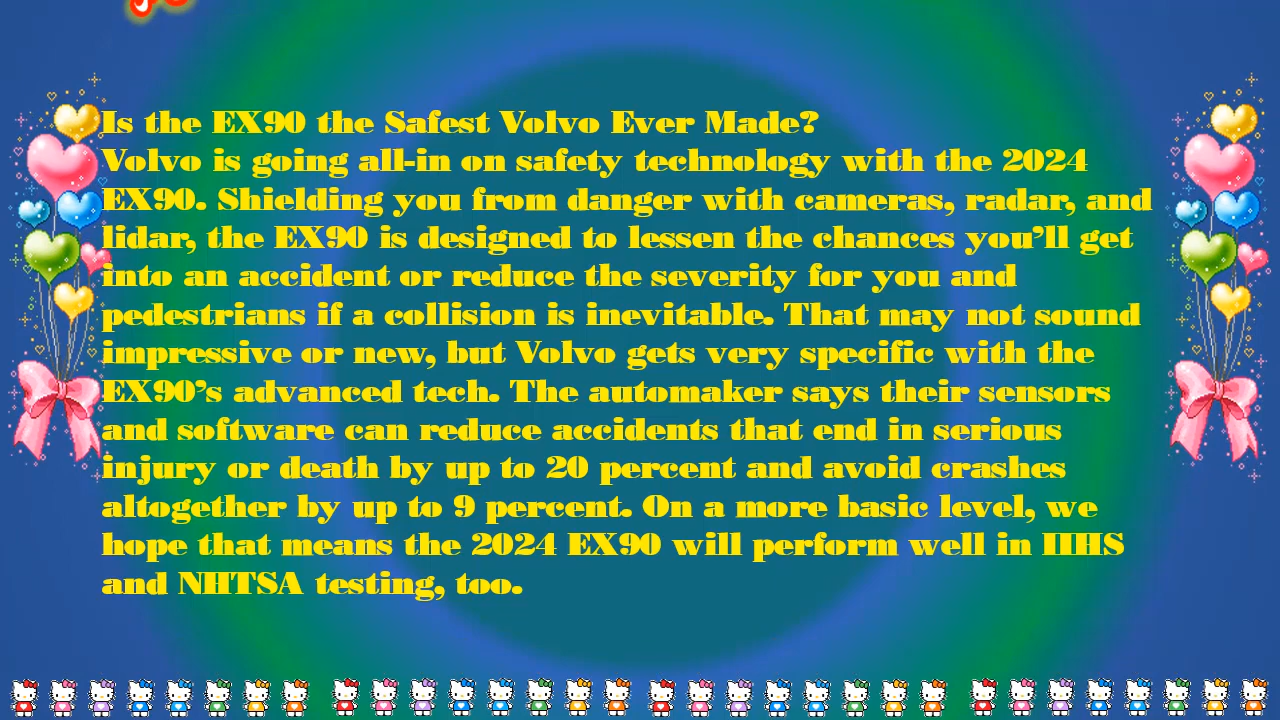 Is the EX90 the Safest Volvo Ever Made?
Volvo is going all-in on safety technology with the 2024
EX90. Shielding you from danger with cameras, radar, and
lidar, the EX90 is designed to lessen the chances you’ll get
into an accident or reduce the severity for you and
pedestrians if a collision is inevitable. That may not sound
impressive or new, but Volvo gets very specific with the
EX90’s advanced tech. The automaker says their sensors
and software can reduce accidents that end in serious
injury or death by up to 20 percent and avoid crashes
altogether by up to 9 percent. On a more basic level, we
hope that means the 2024 EX90 will perform well in IIHS
and NHTSA testing, too.